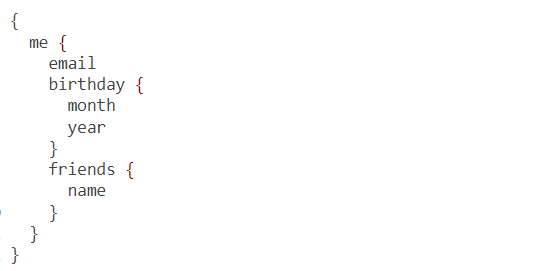 {
  me {
    email
    birthday {
      month
      year
    }
    friends {
      name
    }
  }
}